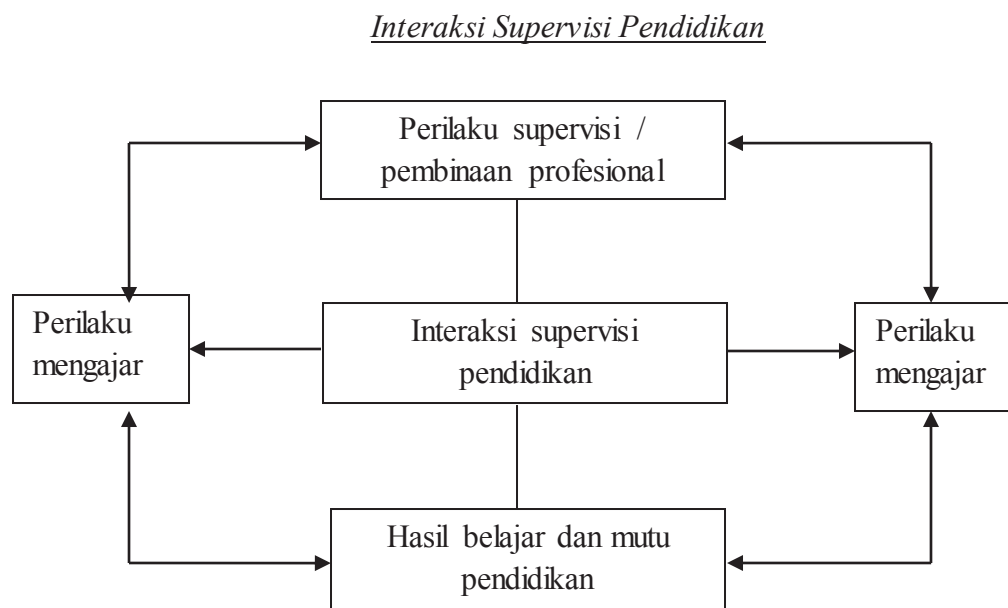 Interaksi Supervisi Pendidikan
Perilaku supervisi /
pembinaan profesional
Perilaku
mengajar
Interaksi supervisi
pendidikan
Perilaku
mengajar
Hasil belajar dan mutu
pendidikan